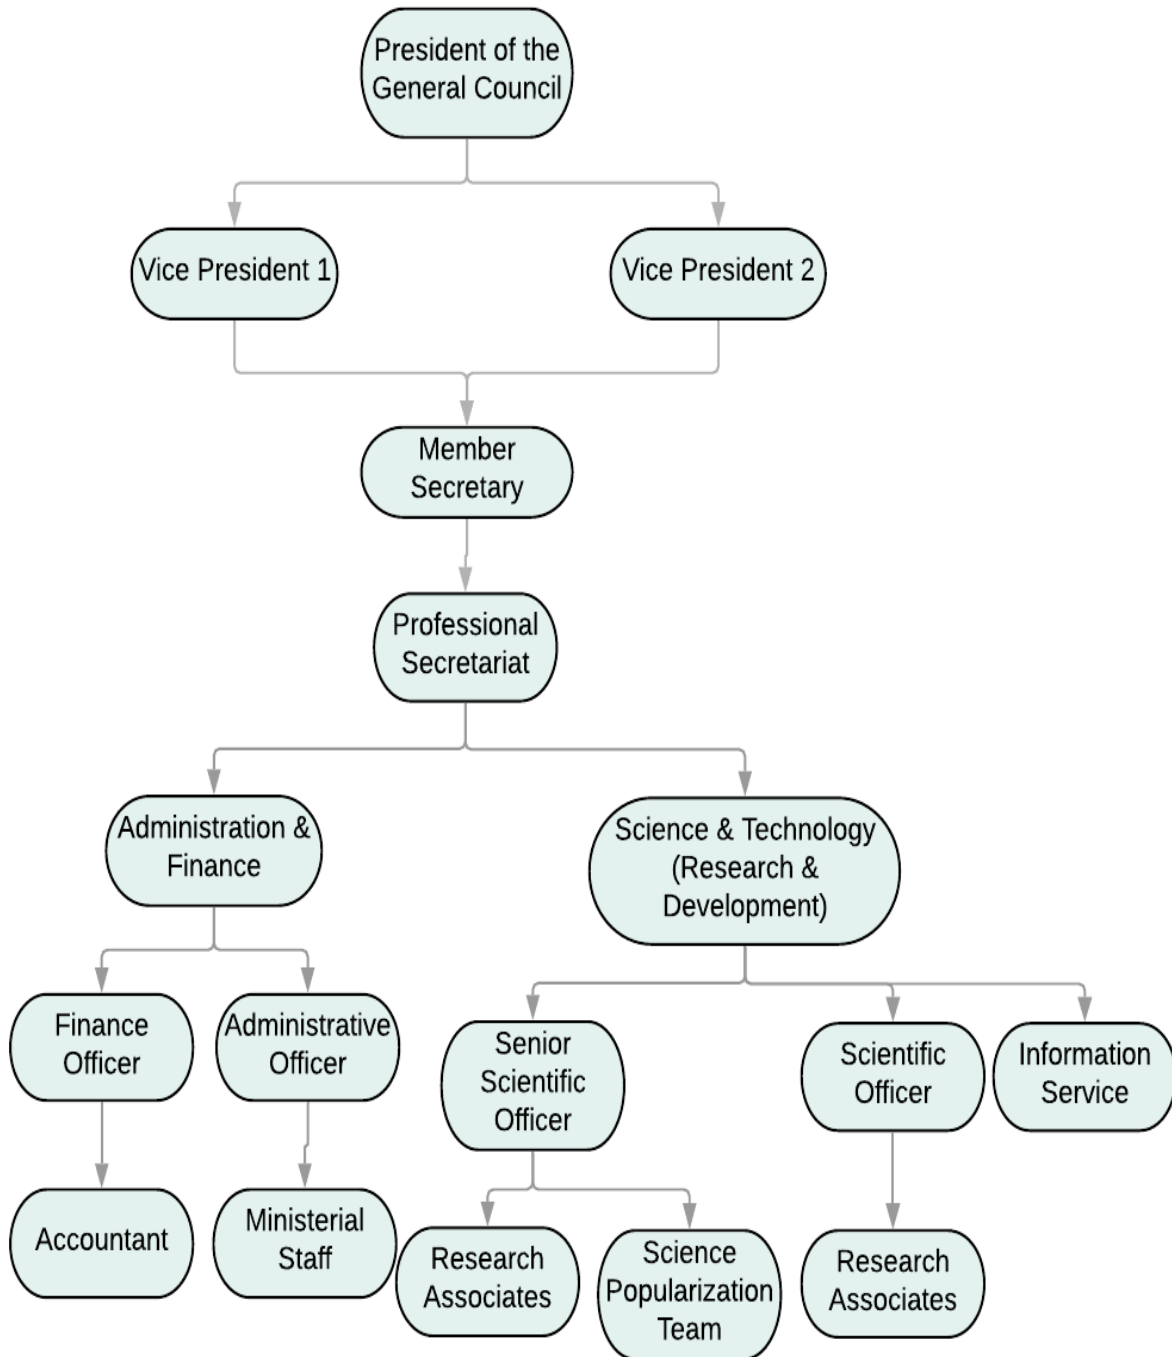 President of the
General Council
Vice President 1
Vice President 2
Member
Secretary
Professional
Secretariat
Administration &
Finance
Science & Technology
(Research &
Development)
Finance
Officer
Administrative
Officer
Senior
Scientific
Officer
Scientific
Officer
Information
Service
Accountant
Ministerial
Staff
Research
Associates
Science
Popularization
Team
Research
Associates